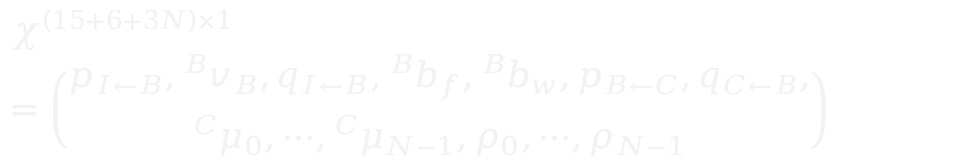 χ^{(15+6+3N)×1}
= ( p_{I←B}, ^{B}v_{B}, q_{I←B}, ^{B}b_{f}, ^{B}b_{w}, p_{B←C}, q_{C←B},
^{C}μ_{0}, ⋯, ^{C}μ_{N−1}, ρ_{0}, ⋯, ρ_{N−1} )